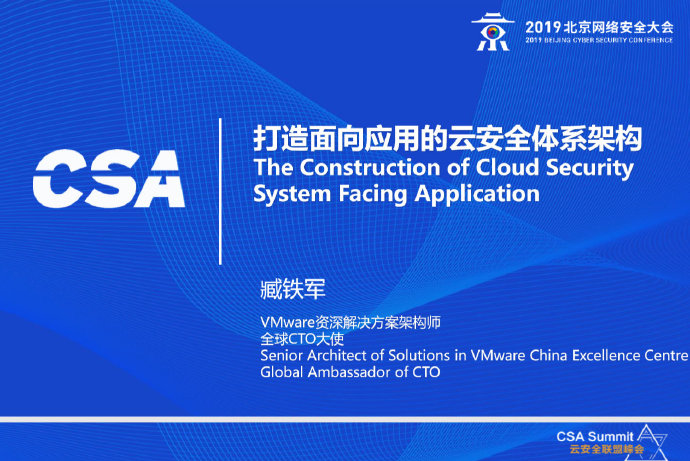 2019北京网络安全大会
2019 BEIJING CYBER SECURITY CONFERENCE
CSA
打造面向应用的云安全体系架构
The Construction of Cloud Security
System Facing Application
臧铁军
VMware资深解决方案架构师
全球CTO大使
Senior Architect of Solutions in VMware China Excellence Centre
Global Ambassador of CTO
CSA Summit
云安全联盟峰会